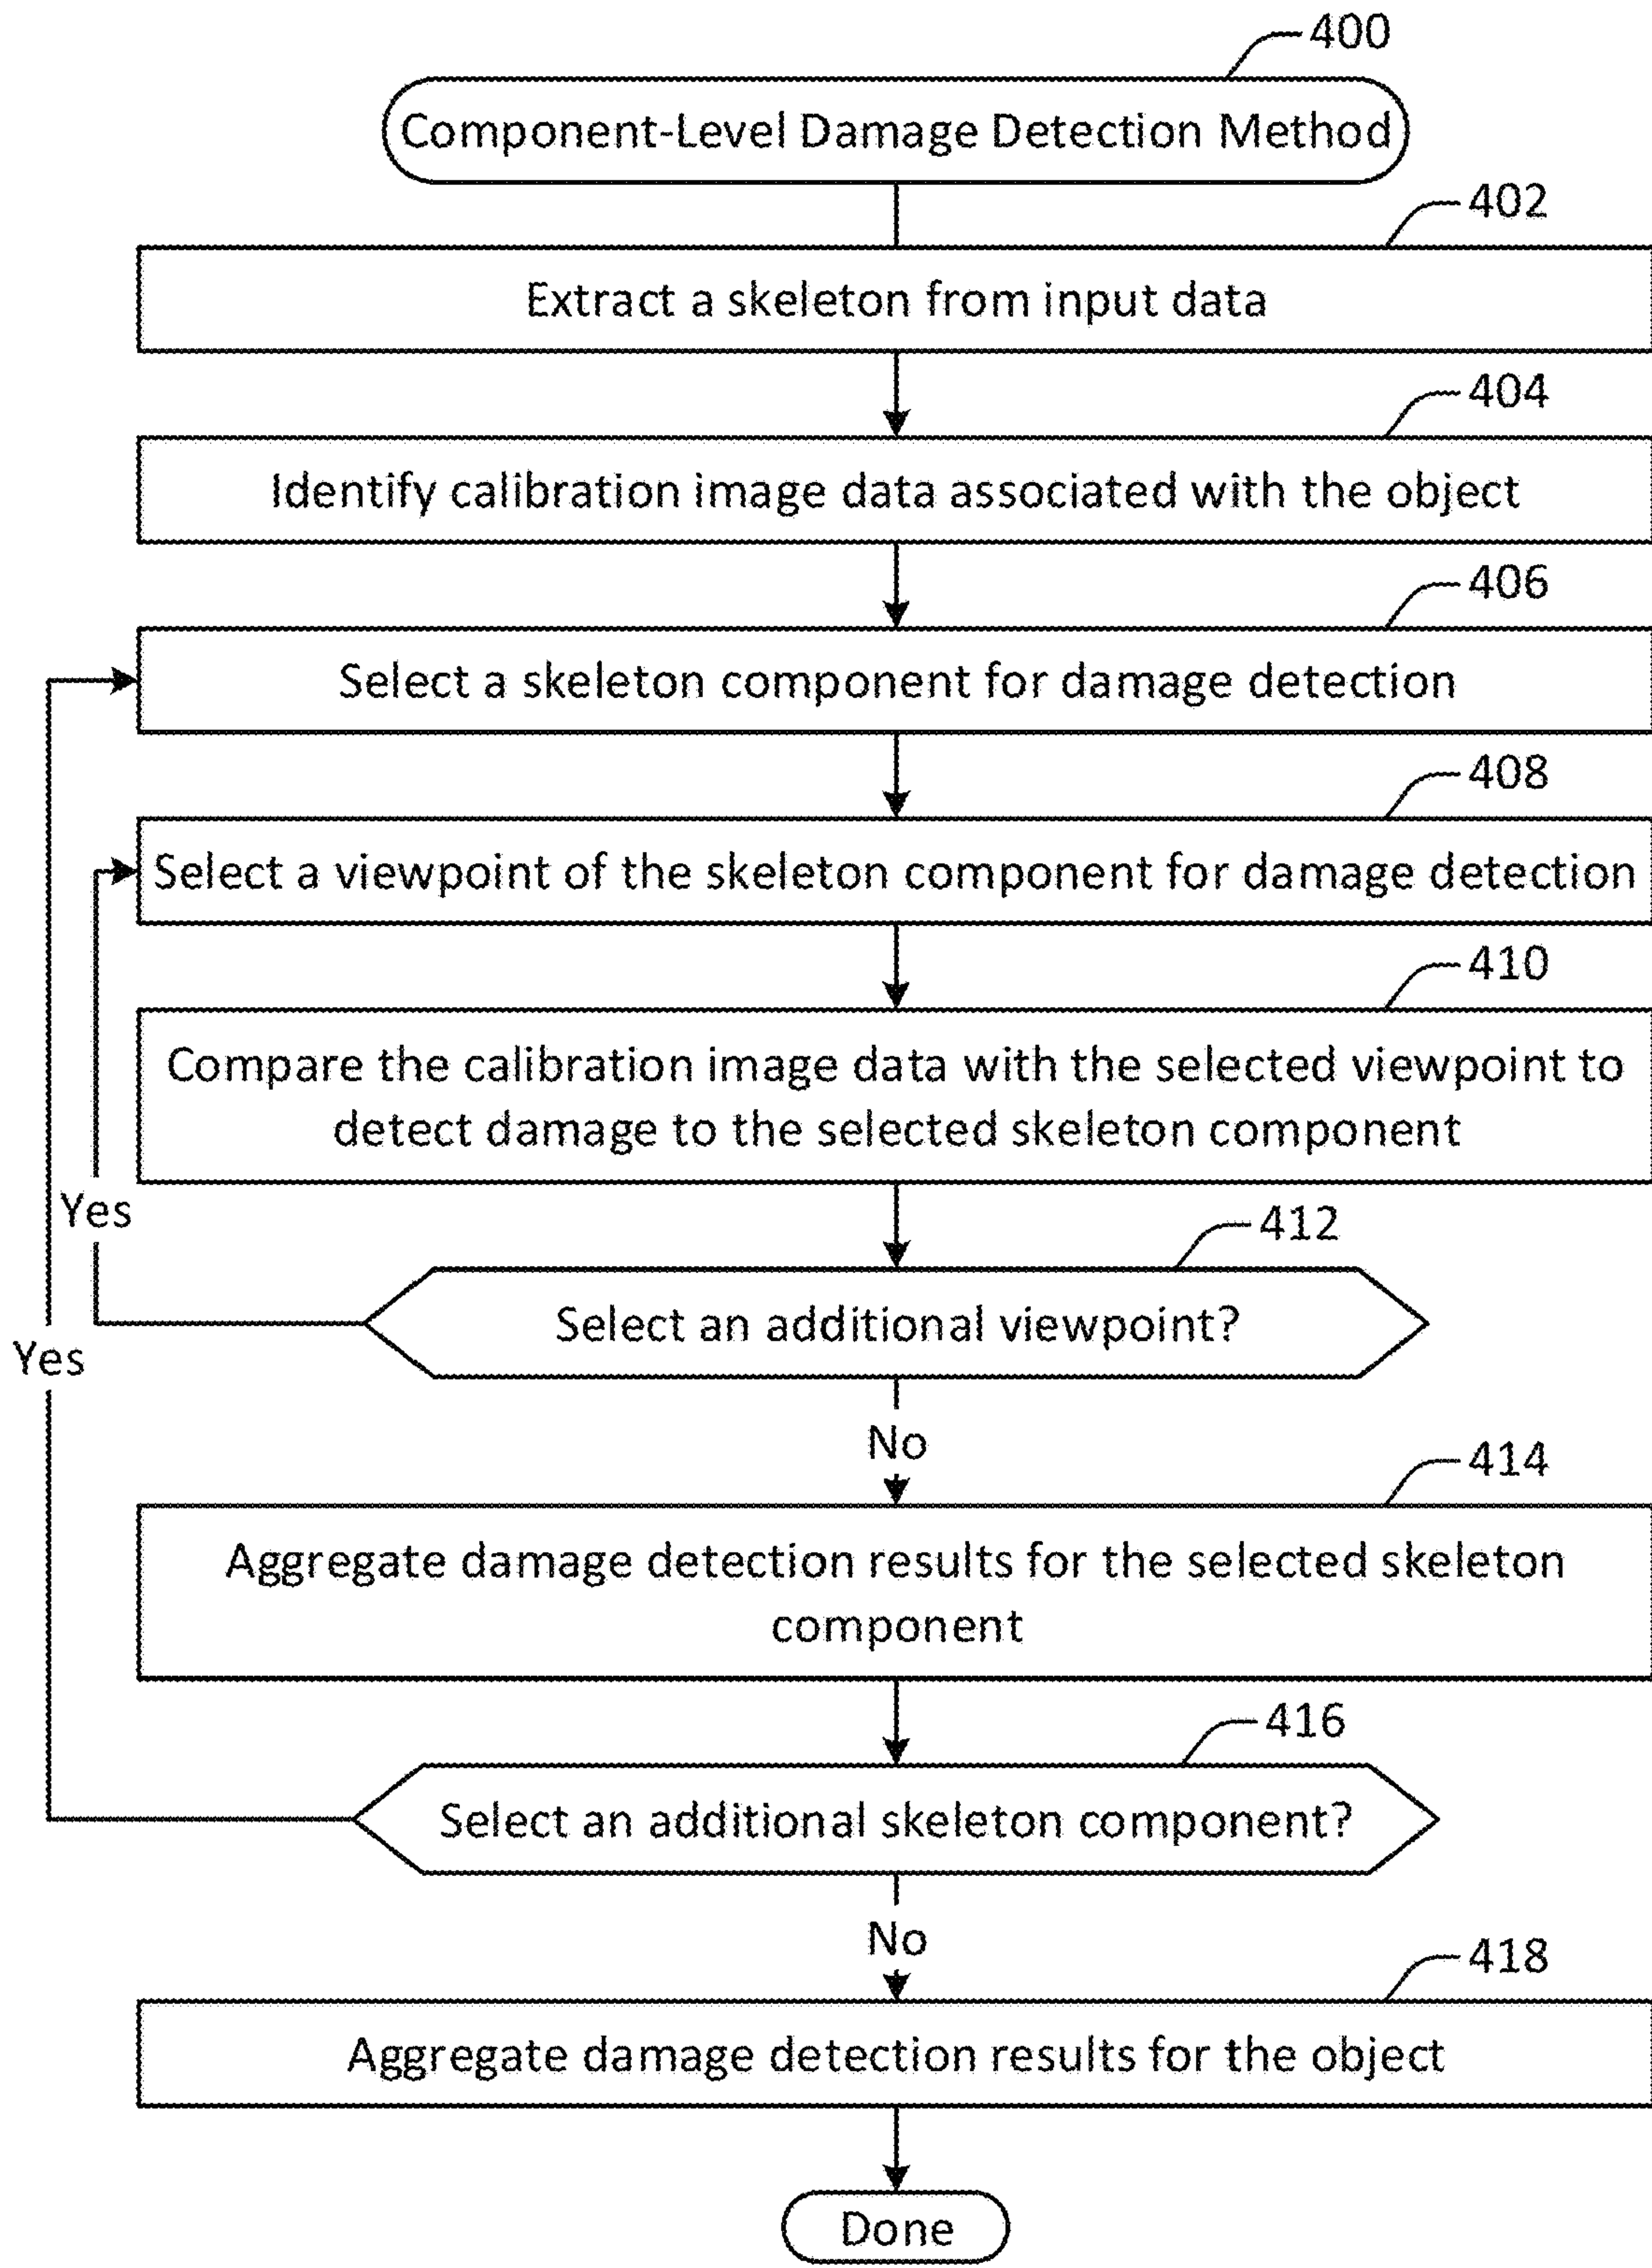 400
Component-Level Damage Detection Method
402
Extract a skeleton from input data
404
Identify calibration image data associated with the object
406
Select a skeleton component for damage detection
408
Select a viewpoint of the skeleton component for damage detection
410
Compare the calibration image data with the selected viewpoint to
detect damage to the selected skeleton component
Yes
412
Select an additional viewpoint?
Yes
No
414
Aggregate damage detection results for the selected skeleton
component
416
Select an additional skeleton component?
No
418
Aggregate damage detection results for the object
Done